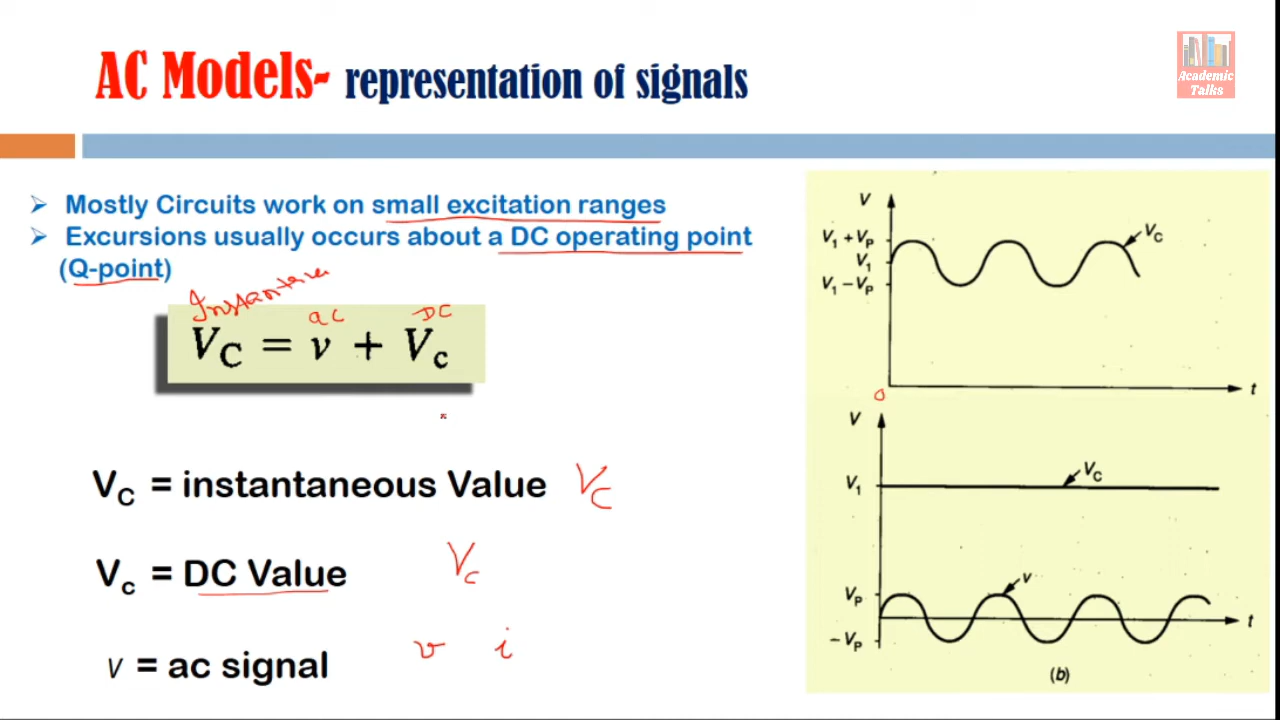 AC Models- representation of signals
Academic
Talks
Mostly Circuits work on small excitation ranges
Excursions usually occurs about a DC operating point
(Q-point)
Instantaneous
ac DC
V_C = v + V_c
V_C = instantaneous Value V_C
V_c = DC Value V_c
v = ac signal v i
V
V_1 + V_P
V_1
V_1 − V_P
V_C
t
0
V
V_1
V_C
V_P
v
− V_P
t
(b)